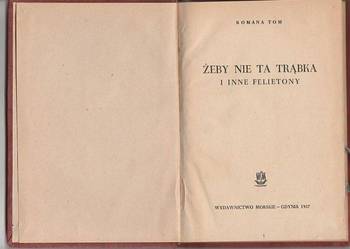 ROMANA TOM
ŻEBY NIE TA TRĄBKA
I INNE FELIETONY
WYDAWNICTWO MORSKIE – GDYNIA 1957